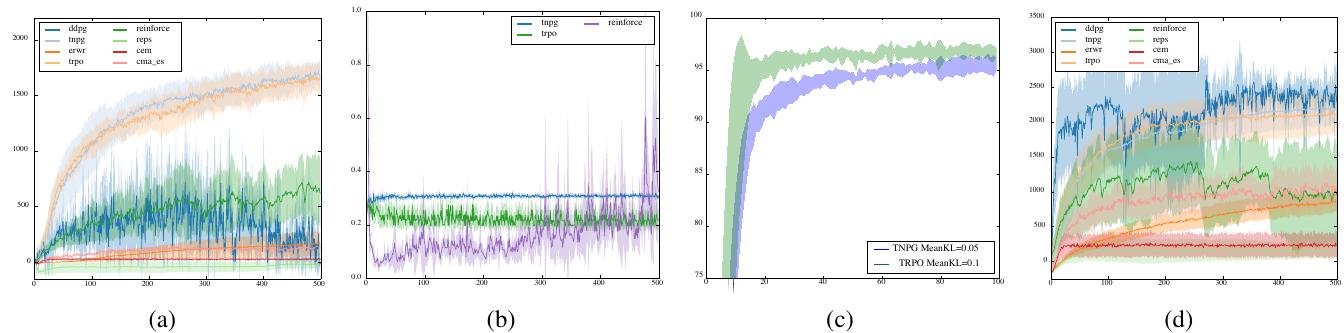 ddpg reinforce
tnpg reps
erwr cem
trpo cma_es
2000
1500
1000
500
0
0 100 200 300 400 500
(a)
tnpg reinforce
trpo
1.0
0.8
0.6
0.4
0.2
0.0
0 100 200 300 400 500
(b)
100
95
90
85
80
75
TNPG MeanKL=0.05
TRPO MeanKL=0.1
20 40 60 80 100
(c)
ddpg reinforce
tnpg reps
erwr cem
trpo cma_es
3500
3000
2500
2000
1500
1000
500
0
0 100 200 300 400 500
(d)